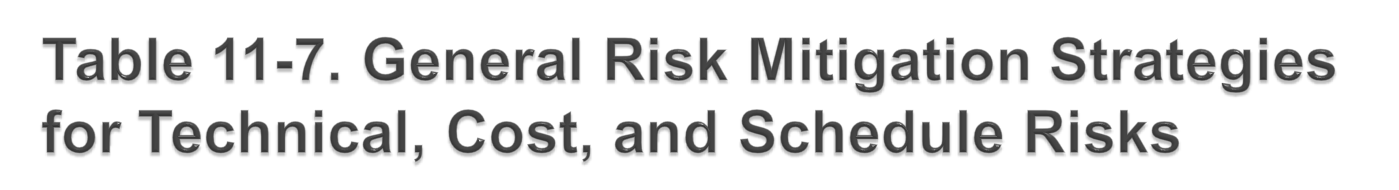 Table 11-7. General Risk Mitigation Strategies
for Technical, Cost, and Schedule Risks